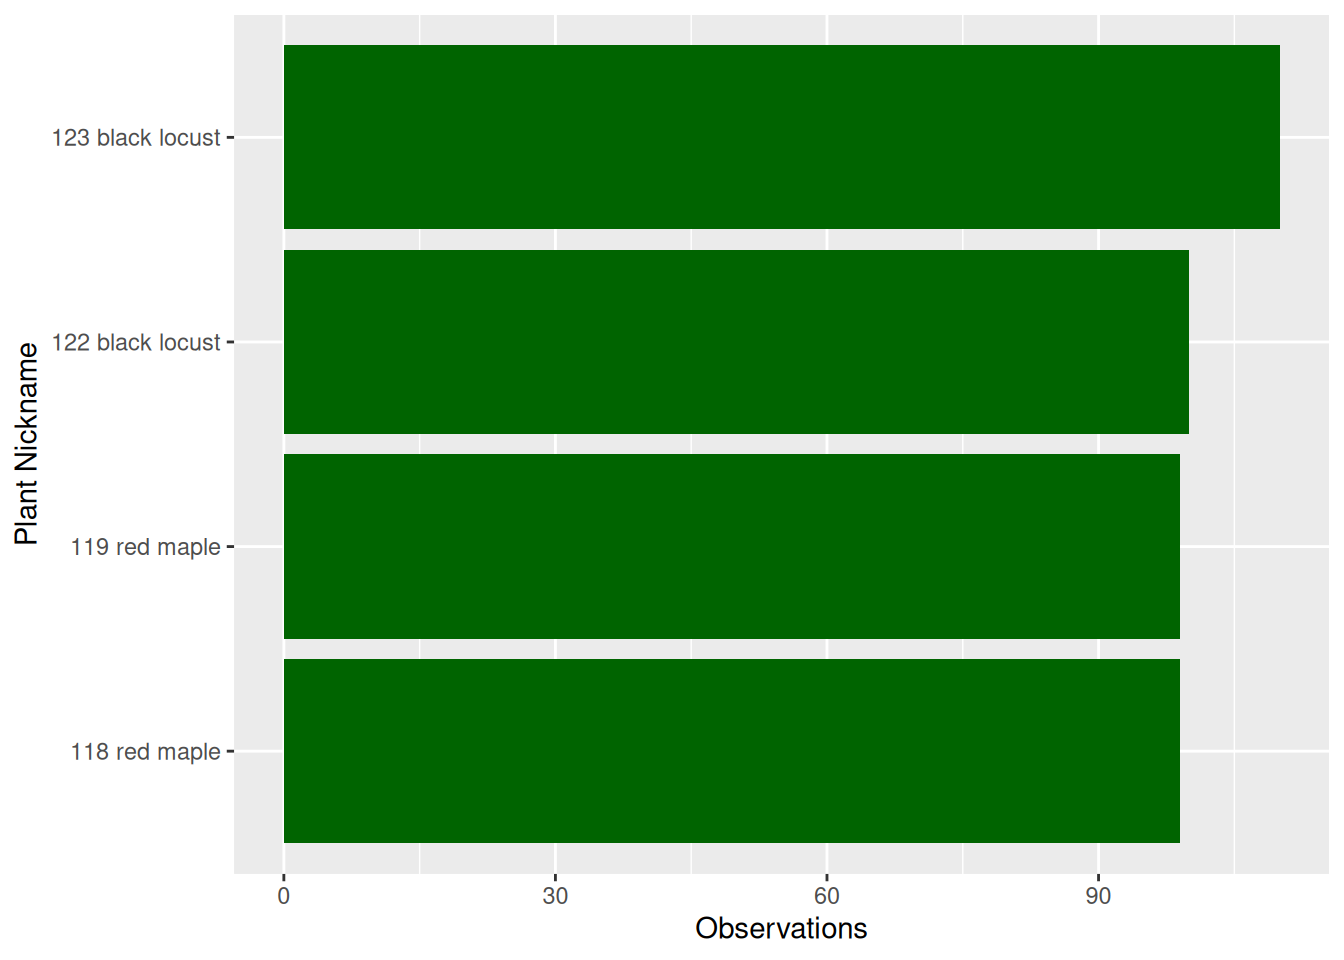 123 black locust
122 black locust
119 red maple
118 red maple
Plant Nickname
0 30 60 90
Observations